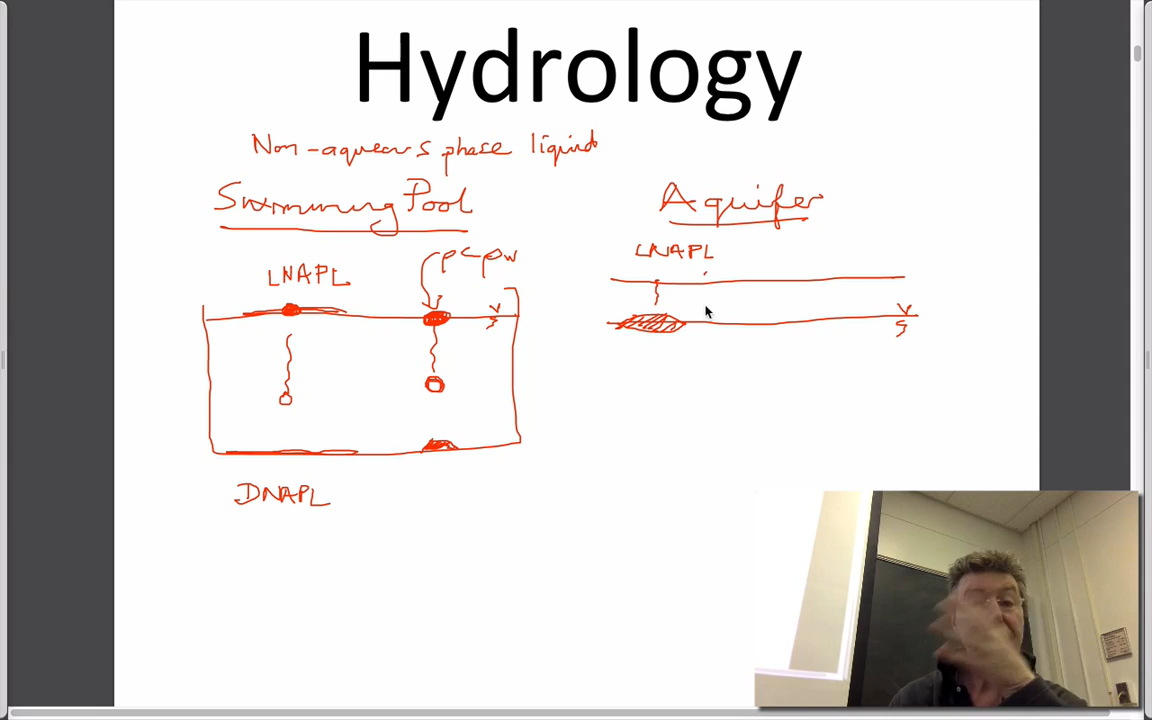 Hydrology
Non-aqueous phase liquid
Swimming Pool
Aquifer
LNAPL
ρ<ρw
LNAPL
DNAPL